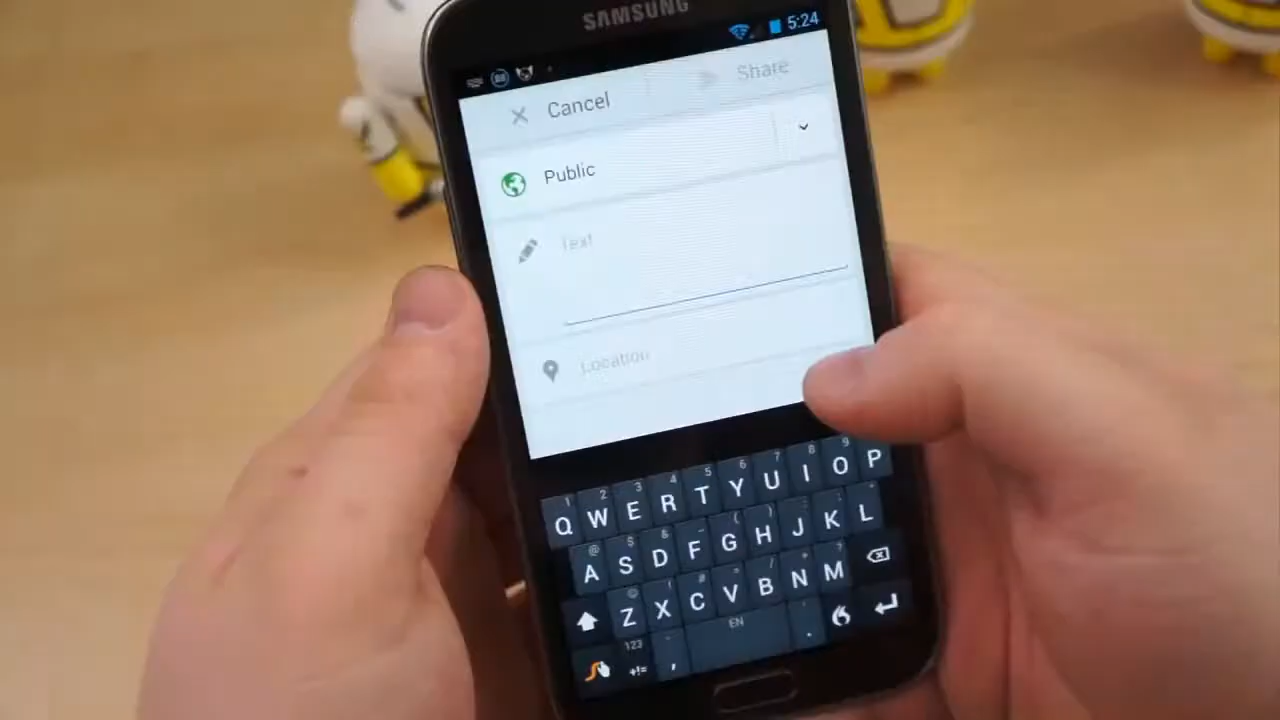 SAMSUNG
5:24
Cancel
Share
Public
Text
Location
1 2 3 4 5 6 7 8 9
Q W E R T Y U I O P
A S D F G H J K L
Z X C V B N M
123 EN
+!= , .